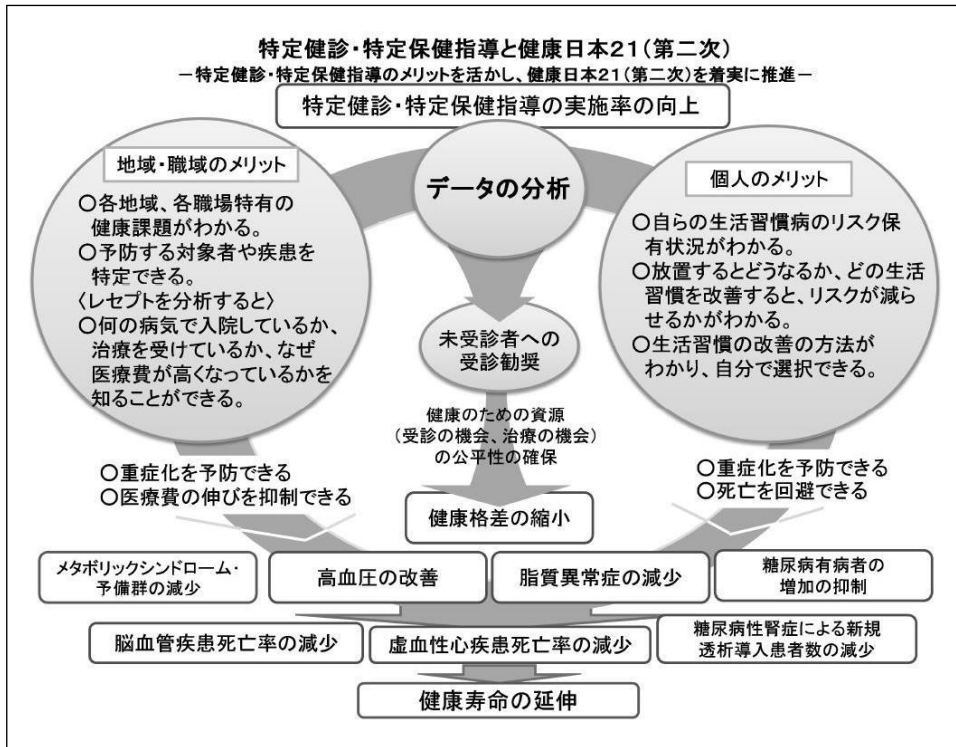 特定健診・特定保健指導と健康日本21(第二次)
－特定健診・特定保健指導のメリットを活かし、健康日本21(第二次)を着実に推進－
特定健診・特定保健指導の実施率の向上
地域・職域のメリット
○各地域、各職場特有の
健康課題がわかる。
○予防する対象者や疾患を
特定できる。
〈レセプトを分析すると〉
○何の病気で入院しているか、
治療を受けているか、なぜ
医療費が高くなっているかを
知ることができる。
○重症化を予防できる
○医療費の伸びを抑制できる
データの分析
未受診者への
受診勧奨
健康のための資源
(受診の機会、治療の機会)
の公平性の確保
健康格差の縮小
個人のメリット
○自らの生活習慣病のリスク保
有状況がわかる。
○放置するとどうなるか、どの生活
習慣を改善すると、リスクが減ら
せるかがわかる。
○生活習慣の改善の方法が
わかり、自分で選択できる。
○重症化を予防できる
○死亡を回避できる
メタボリックシンドローム・
予備群の減少
高血圧の改善
脂質異常症の減少
糖尿病有病者の
増加の抑制
脳血管疾患死亡率の減少
虚血性心疾患死亡率の減少
糖尿病性腎症による新規
透析導入患者数の減少
健康寿命の延伸